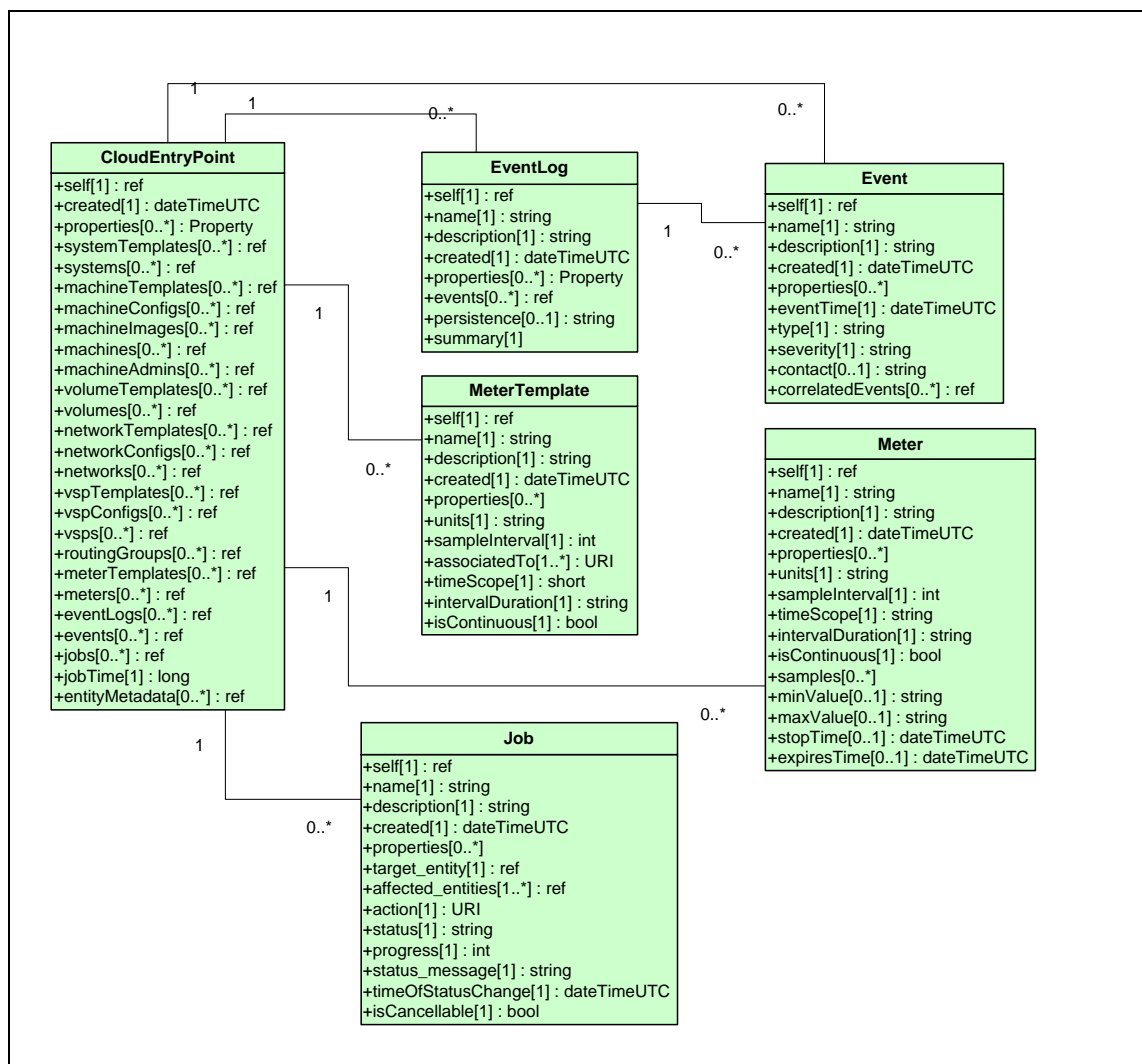 1
0..*
1
0..*
CloudEntryPoint
+self[1] : ref
+created[1] : dateTimeUTC
+properties[0..*] : Property
+systemTemplates[0..*] : ref
+systems[0..*] : ref
+machineTemplates[0..*] : ref
+machineConfigs[0..*] : ref
+machineImages[0..*] : ref
+machines[0..*] : ref
+machineAdmins[0..*] : ref
+volumeTemplates[0..*] : ref
+volumes[0..*] : ref
+networkTemplates[0..*] : ref
+networkConfigs[0..*] : ref
+networks[0..*] : ref
+vspTemplates[0..*] : ref
+vspConfigs[0..*] : ref
+vsps[0..*] : ref
+routingGroups[0..*] : ref
+meterTemplates[0..*] : ref
+meters[0..*] : ref
+eventLogs[0..*] : ref
+events[0..*] : ref
+jobs[0..*] : ref
+jobTime[1] : long
+entityMetadata[0..*] : ref
EventLog
+self[1] : ref
+name[1] : string
+description[1] : string
+created[1] : dateTimeUTC
+properties[0..*] : Property
+events[0..*] : ref
+persistence[0..1] : string
+summary[1]
1
0..*
Event
+self[1] : ref
+name[1] : string
+description[1] : string
+created[1] : dateTimeUTC
+properties[0..*]
+eventTime[1] : dateTimeUTC
+type[1] : string
+severity[1] : string
+contact[0..1] : string
+correlatedEvents[0..*] : ref
1
0..*
MeterTemplate
+self[1] : ref
+name[1] : string
+description[1] : string
+created[1] : dateTimeUTC
+properties[0..*]
+units[1] : string
+sampleInterval[1] : int
+associatedTo[1..*] : URI
+timeScope[1] : short
+intervalDuration[1] : string
+isContinuous[1] : bool
Meter
+self[1] : ref
+name[1] : string
+description[1] : string
+created[1] : dateTimeUTC
+properties[0..*]
+units[1] : string
+sampleInterval[1] : int
+timeScope[1] : string
+intervalDuration[1] : string
+isContinuous[1] : bool
+samples[0..*]
+minValue[0..1] : string
+maxValue[0..1] : string
+stopTime[0..1] : dateTimeUTC
+expiresTime[0..1] : dateTimeUTC
1
0..*
1
0..*
Job
+self[1] : ref
+name[1] : string
+description[1] : string
+created[1] : dateTimeUTC
+properties[0..*]
+target_entity[1] : ref
+affected_entities[1..*] : ref
+action[1] : URI
+status[1] : string
+progress[1] : int
+status_message[1] : string
+timeOfStatusChange[1] : dateTimeUTC
+isCancellable[1] : bool